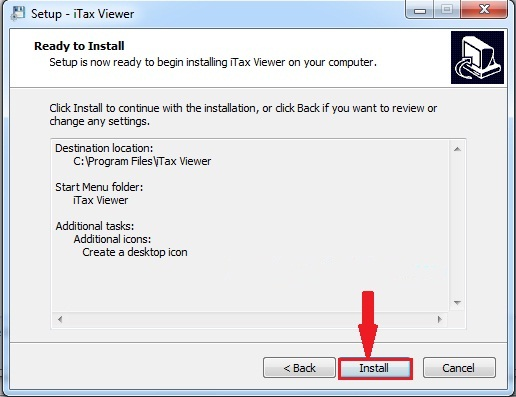 Setup - iTax Viewer
Ready to Install
Setup is now ready to begin installing iTax Viewer on your computer.
Click Install to continue with the installation, or click Back if you want to review or
change any settings.
Destination location:
C:\Program Files\iTax Viewer
Start Menu folder:
iTax Viewer
Additional tasks:
Additional icons:
Create a desktop icon
< Back
Install
Cancel